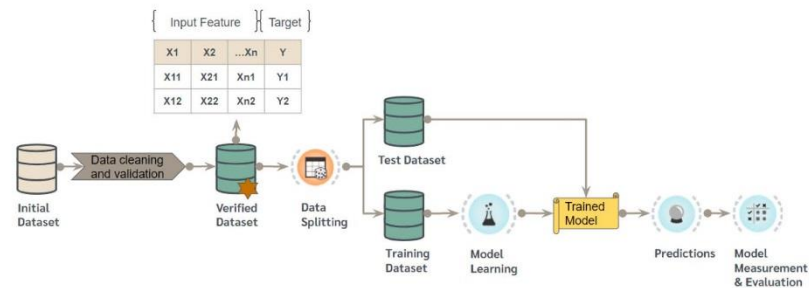 { Input Feature } { Target }
X1 X2 ...Xn Y
X11 X21 Xn1 Y1
X12 X22 Xn2 Y2
Data cleaning
and validation
Initial
Dataset
Verified
Dataset
Data
Splitting
Test Dataset
Training
Dataset
Model
Learning
Trained
Model
Predictions
Model
Measurement
& Evaluation